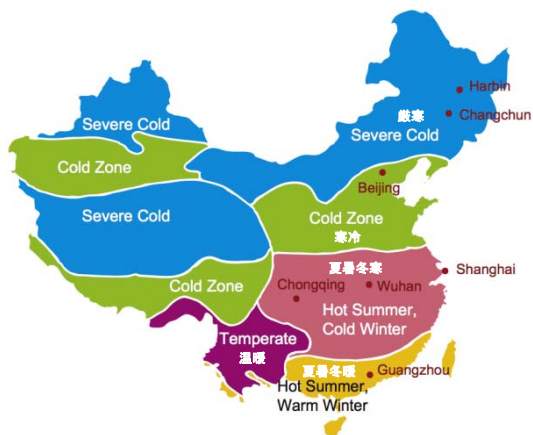 Harbin
厳寒
Changchun
Severe Cold
Severe Cold
Cold Zone
Beijing
Severe Cold
Cold Zone
寒冷
夏暑冬寒
Shanghai
Cold Zone
Chongqing
Wuhan
Hot Summer,
Cold Winter
Temperate
温暖
夏暑冬暖
Guangzhou
Hot Summer,
Warm Winter